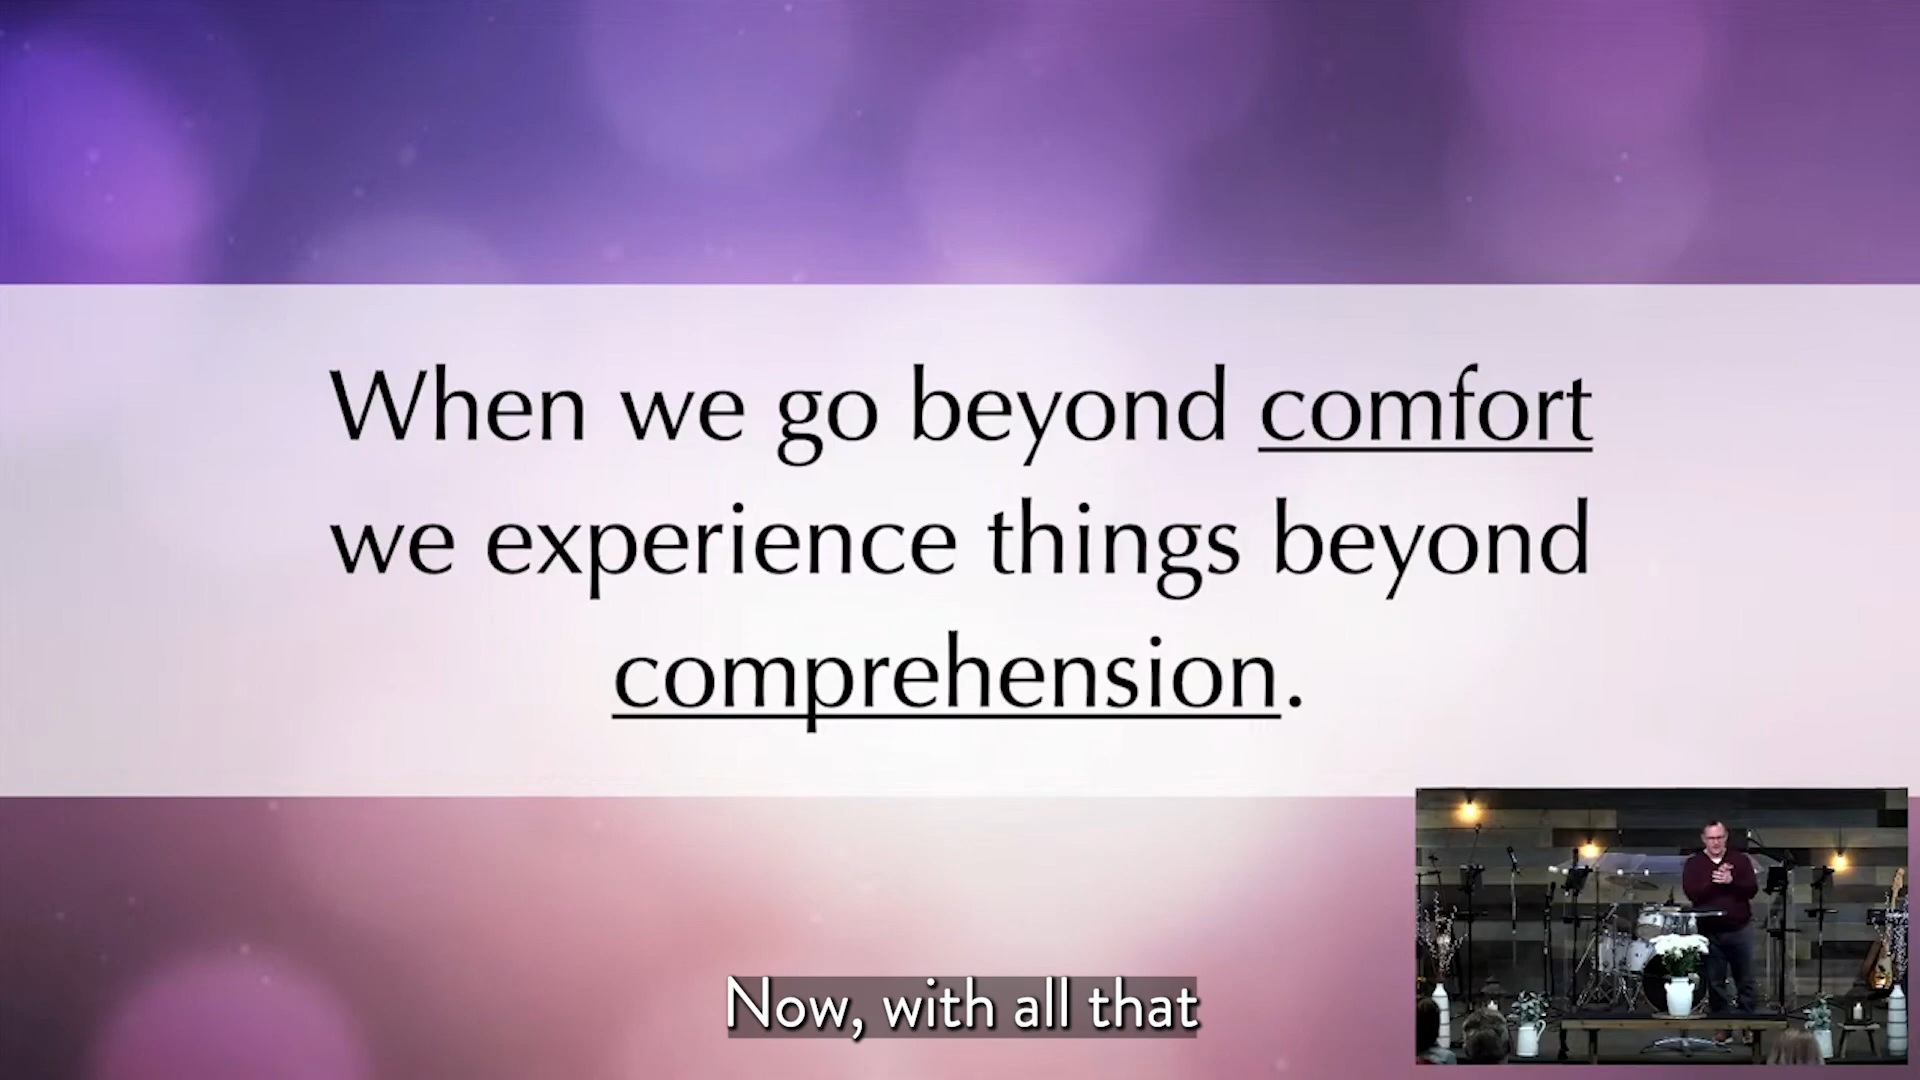 When we go beyond comfort
we experience things beyond
comprehension.
Now, with all that